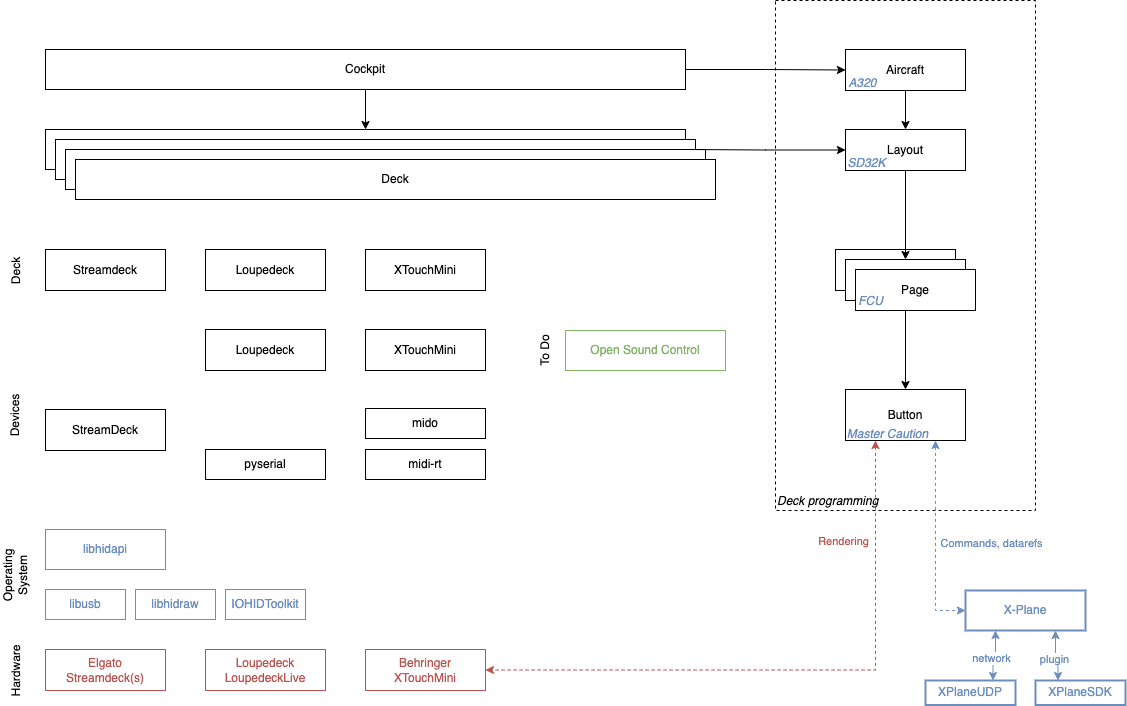 Cockpit
Aircraft
A320
Layout
SD32K
Deck
Deck
Streamdeck
Loupedeck
XTouchMini
Page
FCU
Loupedeck
XTouchMini
To Do
Open Sound Control
Devices
StreamDeck
mido
pyserial
midi-rt
Button
Master Caution
Deck programming
Rendering
Commands, datarefs
Operating
System
libhidapi
libusb
libhidraw
IOHIDToolkit
X-Plane
Hardware
Elgato
Streamdeck(s)
Loupedeck
LoupedeckLive
Behringer
XTouchMini
network
plugin
XPlaneUDP
XPlaneSDK